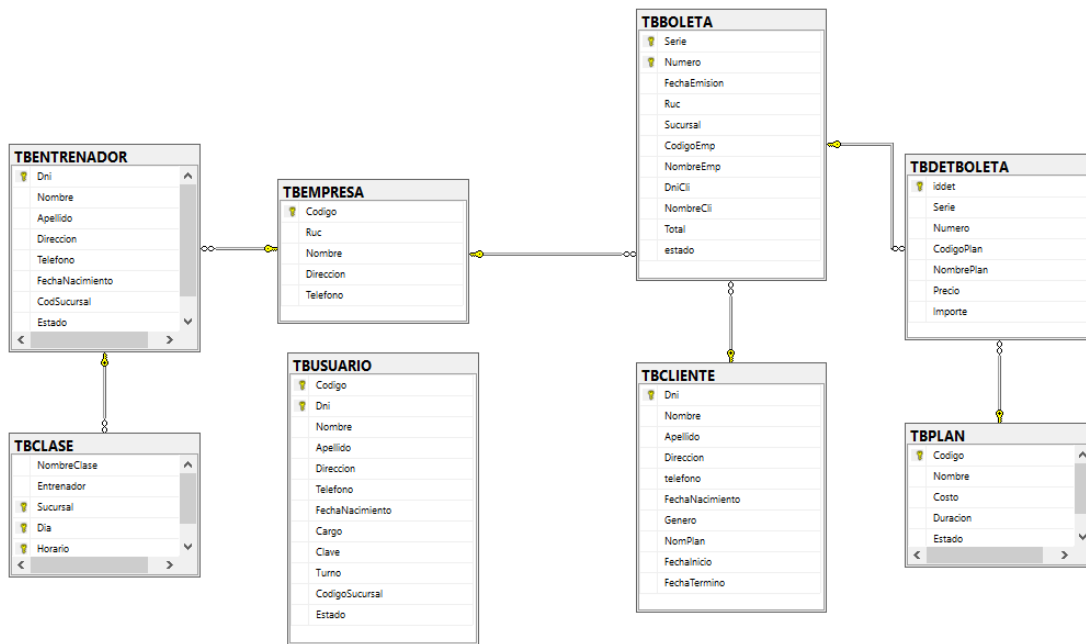 TBBOLETA
Serie
Numero
FechaEmision
Ruc
Sucursal
CodigoEmp
NombreEmp
DniCli
NombreCli
Total
estado
TBENTRENADOR
Dni
Nombre
Apellido
Direccion
Telefono
FechaNacimiento
CodSucursal
Estado
TBEMPRESA
Codigo
Ruc
Nombre
Direccion
Telefono
TBDETBOLETA
iddet
Serie
Numero
CodigoPlan
NombrePlan
Precio
Importe
TBUSUARIO
Codigo
Dni
Nombre
Apellido
Direccion
Telefono
FechaNacimiento
Cargo
Clave
Turno
CodigoSucursal
Estado
TBCLIENTE
Dni
Nombre
Apellido
Direccion
telefono
FechaNacimiento
Genero
NomPlan
FechaInicio
FechaTermino
TBCLASE
NombreClase
Entrenador
Sucursal
Dia
Horario
TBPLAN
Codigo
Nombre
Costo
Duracion
Estado